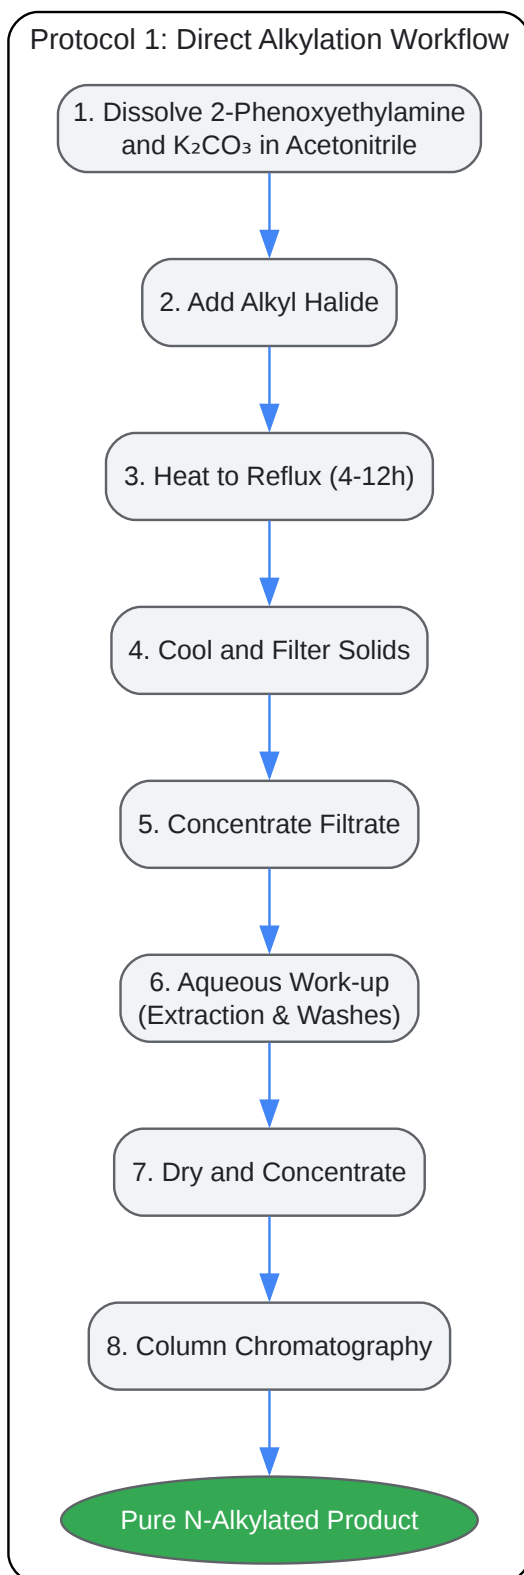 Protocol 1: Direct Alkylation Workflow
1. Dissolve 2-Phenoxyethylamine
and K₂CO₃ in Acetonitrile
2. Add Alkyl Halide
3. Heat to Reflux (4-12h)
4. Cool and Filter Solids
5. Concentrate Filtrate
6. Aqueous Work-up
(Extraction & Washes)
7. Dry and Concentrate
8. Column Chromatography
Pure N-Alkylated Product